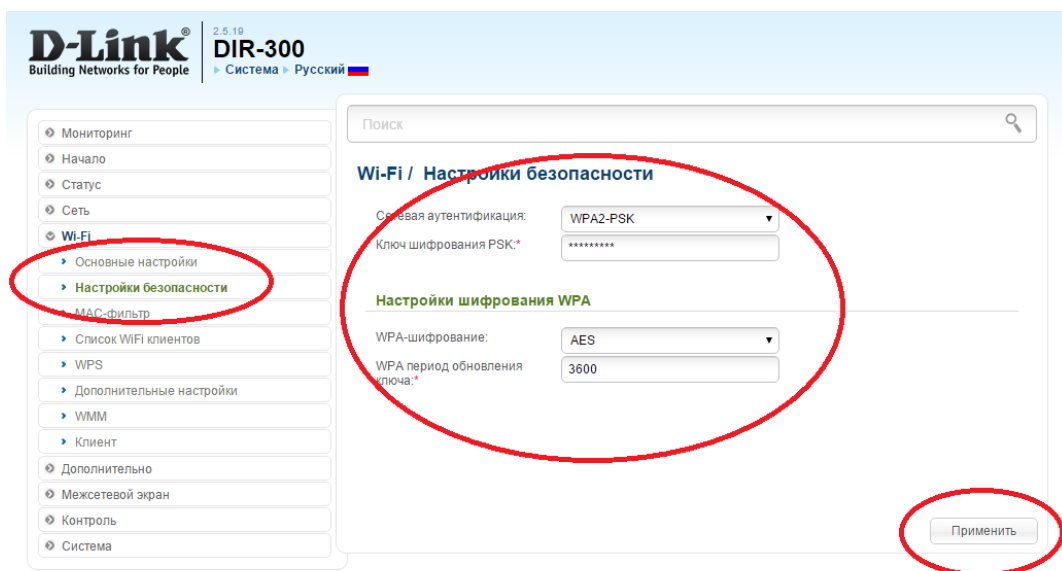 D-Link®
Building Networks for People
2.5.19
DIR-300
Система
Русский
Мониторинг
Начало
Статус
Сеть
Wi-Fi
Основные настройки
Настройки безопасности
MAC-фильтр
Список WiFi клиентов
WPS
Дополнительные настройки
WMM
Клиент
Дополнительно
Межсетевой экран
Контроль
Система
Поиск
Wi-Fi / Настройки безопасности
Сетевая аутентификация: WPA2-PSK
Ключ шифрования PSK:* *********
Настройки шифрования WPA
WPA-шифрование: AES
WPA период обновления 3600
ключа:*
Применить